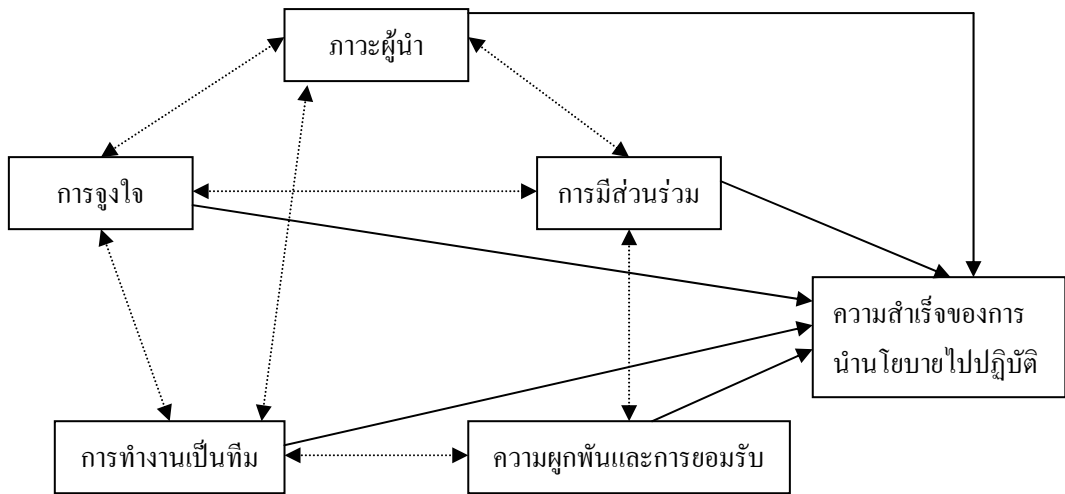 ภาวะผู้นำ
การจูงใจ
การมีส่วนร่วม
ความสำเร็จของการ
นำนโยบายไปปฏิบัติ
การทำงานเป็นทีม
ความผูกพันและการยอมรับ